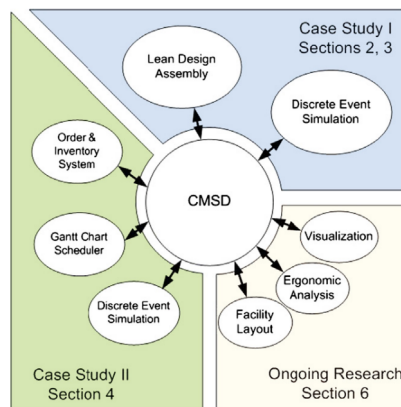 Case Study I
Sections 2, 3
Lean Design
Assembly
Discrete Event
Simulation
Order &
Inventory
System
CMSD
Gantt Chart
Scheduler
Visualization
Ergonomic
Analysis
Discrete Event
Simulation
Facility
Layout
Case Study II
Section 4
Ongoing Research
Section 6